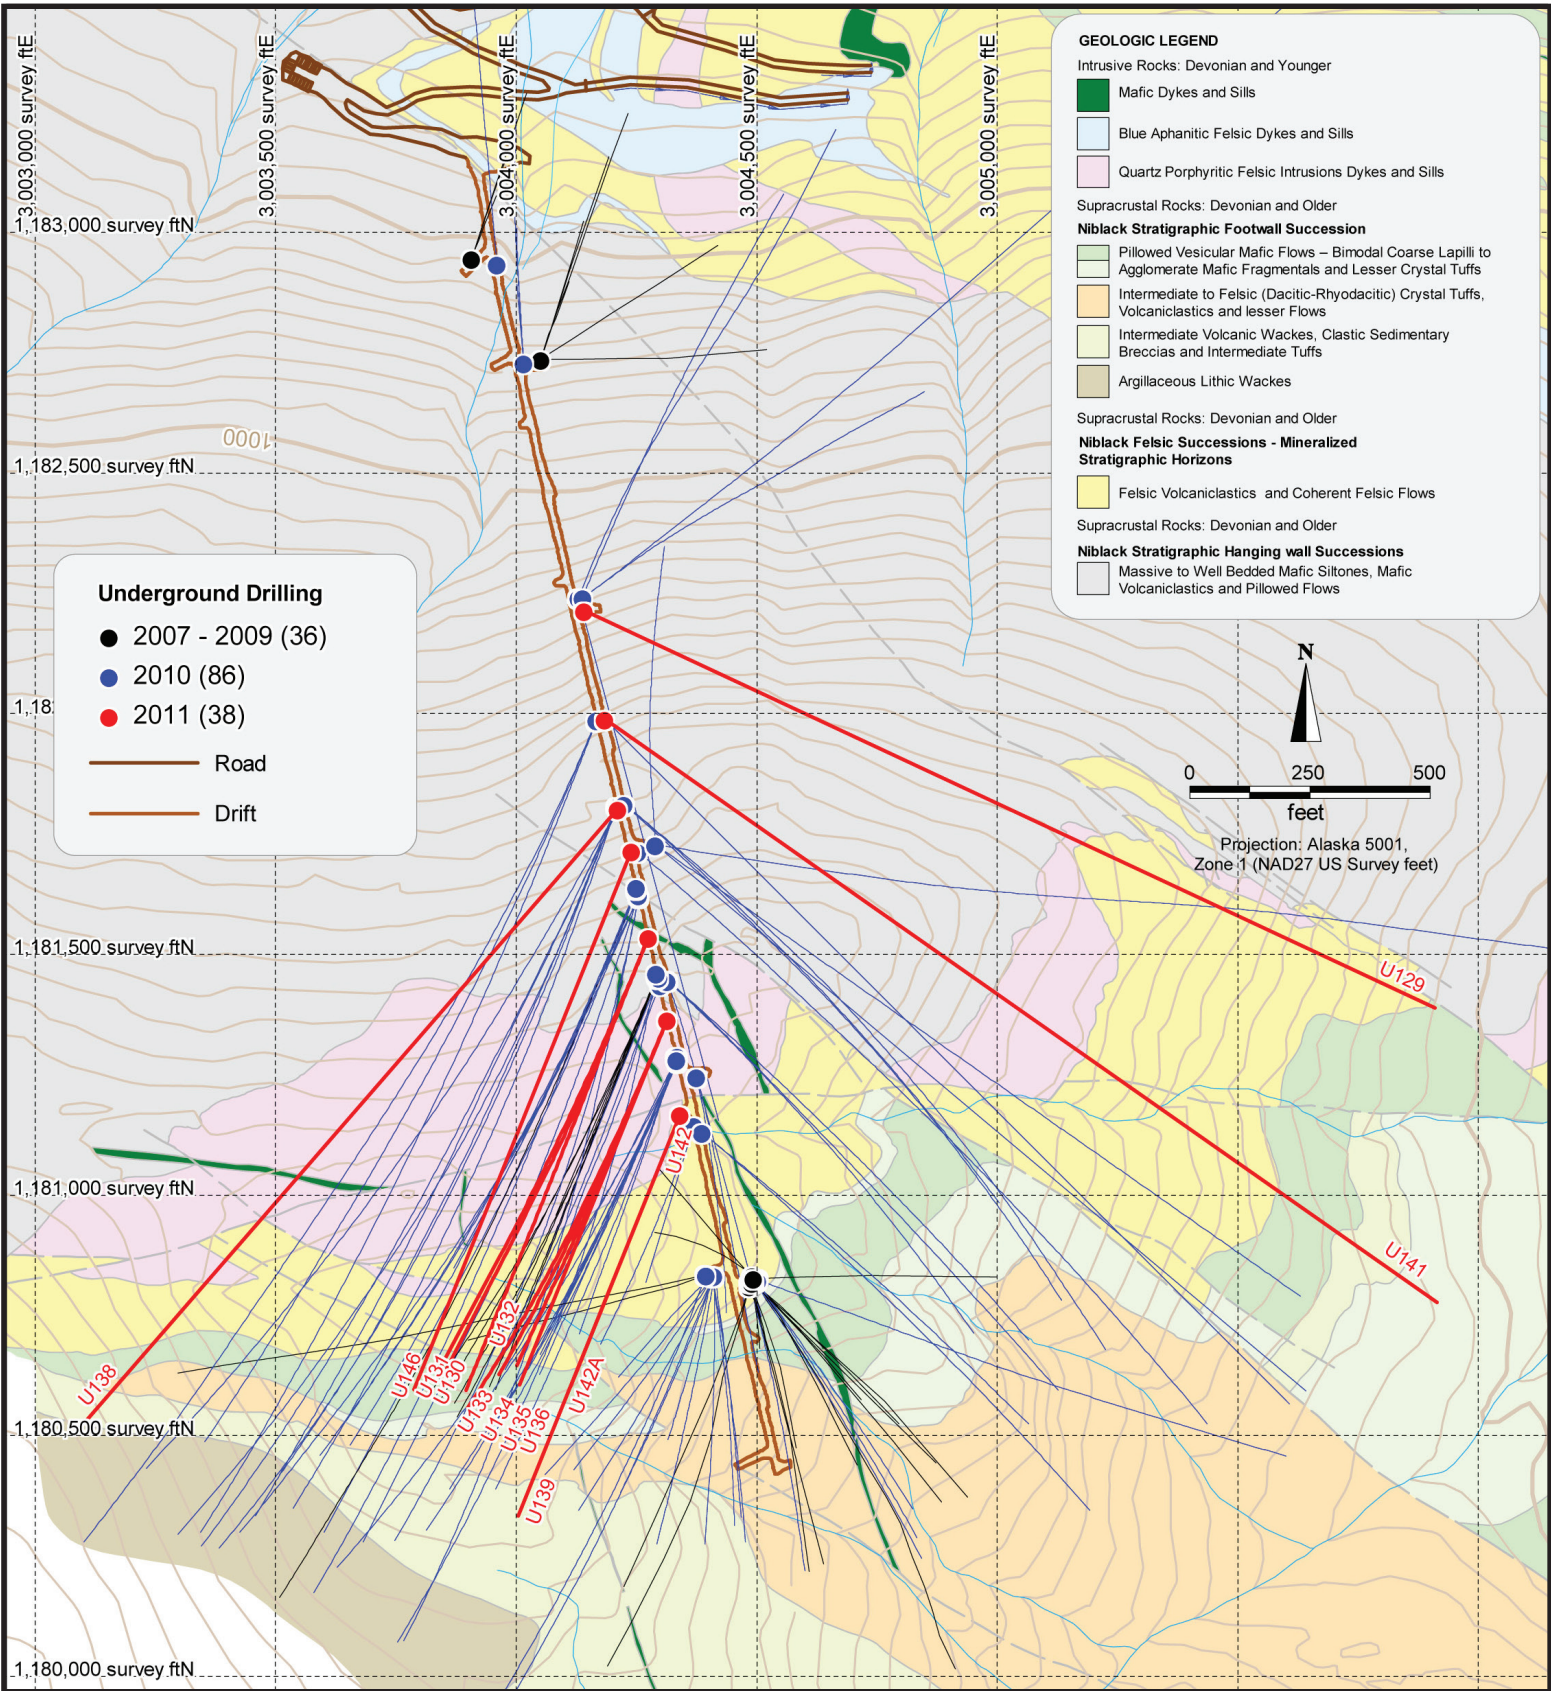 3,003,000 survey ftE
3,003,500 survey ftE
3,004,000 survey ftE
3,004,500 survey ftE
3,005,000 survey ftE
GEOLOGIC LEGEND
Intrusive Rocks: Devonian and Younger
Mafic Dykes and Sills
Blue Aphanitic Felsic Dykes and Sills
Quartz Porphyritic Felsic Intrusions Dykes and Sills
Supracrustal Rocks: Devonian and Older
Niblack Stratigraphic Footwall Succession
Pillowed Vesicular Mafic Flows – Bimodal Coarse Lapilli to
Agglomerate Mafic Fragmentals and Lesser Crystal Tuffs
Intermediate to Felsic (Dacitic-Rhyodacitic) Crystal Tuffs,
Volcaniclastics and lesser Flows
Intermediate Volcanic Wackes, Clastic Sedimentary
Breccias and Intermediate Tuffs
Argillaceous Lithic Wackes
Supracrustal Rocks: Devonian and Older
Niblack Felsic Successions - Mineralized
Stratigraphic Horizons
Felsic Volcaniclastics and Coherent Felsic Flows
Supracrustal Rocks: Devonian and Older
Niblack Stratigraphic Hanging wall Successions
Massive to Well Bedded Mafic Siltones, Mafic
Volcaniclastics and Pillowed Flows
1,183,000 survey ftN
1000
1,182,500 survey ftN
Underground Drilling
2007 - 2009 (36)
2010 (86)
2011 (38)
Road
Drift
1,182
N
0 250 500
feet
Projection: Alaska 5001,
Zone 1 (NAD27 US Survey feet)
1,181,500 survey ftN
U129
U142
1,181,000 survey ftN
U141
U132
U138
U146
U131
U130
U133
U134
U135
U136
U142A
1,180,500 survey ftN
U139
1,180,000 survey ftN